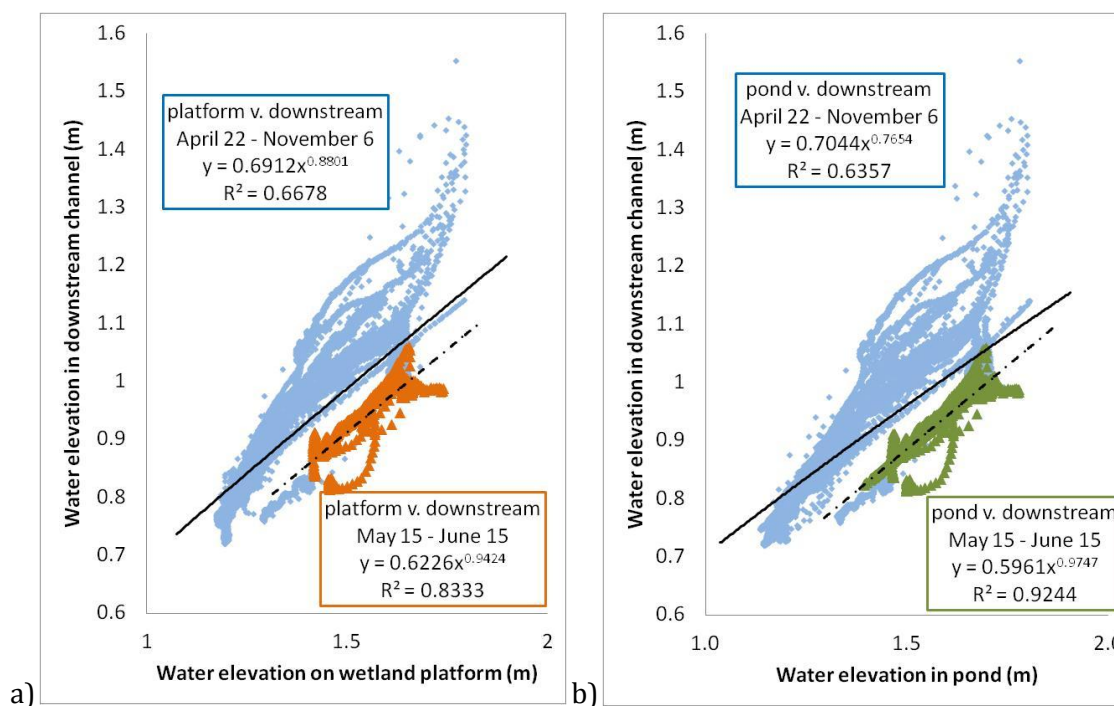 1.6
1.5
1.4
1.3
1.2
1.1
1
0.9
0.8
0.7
0.6
Water elevation in downstream channel (m)
platform v. downstream
April 22 - November 6
y = 0.6912x^0.8801
R² = 0.6678
platform v. downstream
May 15 - June 15
y = 0.6226x^0.9424
R² = 0.8333
1 1.5 2
Water elevation on wetland platform (m)
a)
1.6
1.5
1.4
1.3
1.2
1.1
1
0.9
0.8
0.7
0.6
Water elevation in downstream channel (m)
pond v. downstream
April 22 - November 6
y = 0.7044x^0.7654
R² = 0.6357
pond v. downstream
May 15 - June 15
y = 0.5961x^0.9747
R² = 0.9244
1.0 1.5 2.0
Water elevation in pond (m)
b)